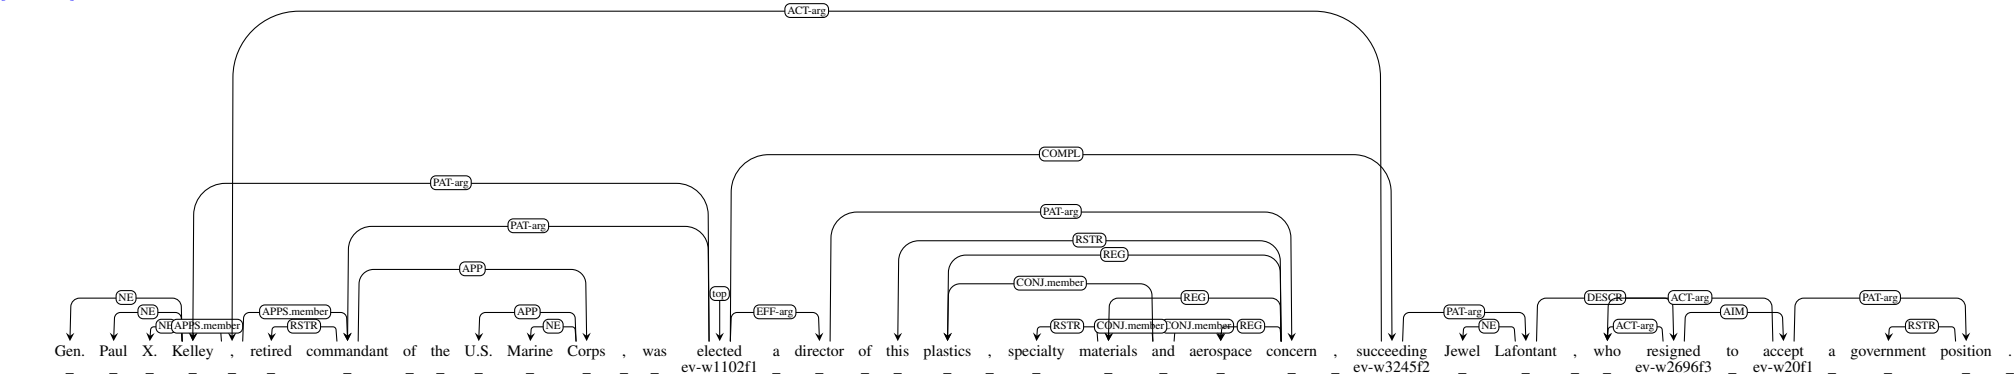 ACT-arg
COMPL
PAT-arg
PAT-arg PAT-arg
RSTR
REG
APP
CONJ.member
top
NE REG DESCR ACT-arg PAT-arg
NE APPS.member APP EFF-arg PAT-arg AIM
NE APPS.member RSTR NE RSTR CONJ.member CONJ.member REG NE ACT-arg RSTR
Gen. Paul X. Kelley , retired commandant of the U.S. Marine Corps , was elected a director of this plastics , specialty materials and aerospace concern , succeeding Jewel Lafontant , who resigned to accept a government position .
_ _ _ _ _ _ _ _ _ _ _ _ _ _ ev-w1102f1 _ _ _ _ _ _ _ _ _ _ _ _ ev-w3245f2 _ _ _ _ ev-w2696f3 _ ev-w20f1 _ _ _ _